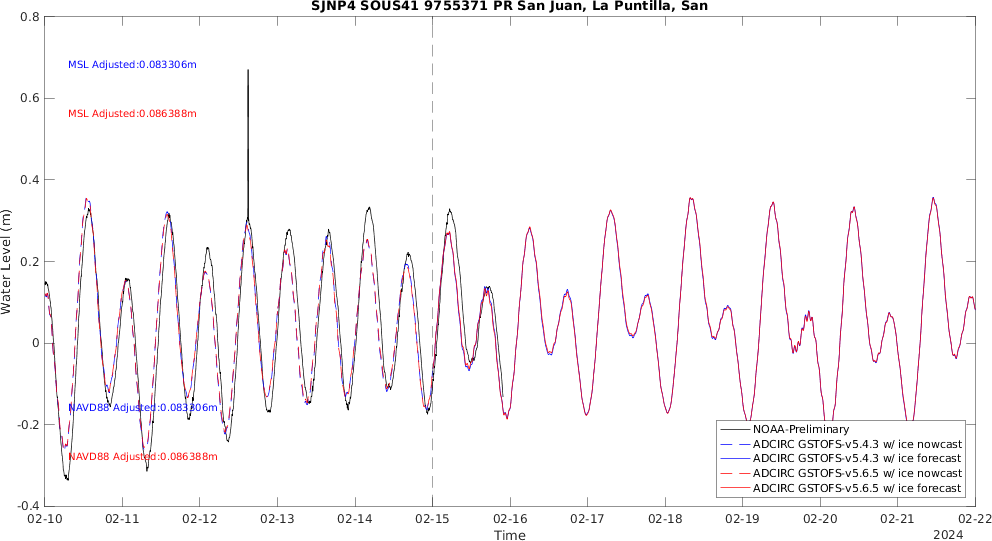 SJNP4 SOUS41 9755371 PR San Juan, La Puntilla, San
Water Level (m)
0.8
0.6
0.4
0.2
0
-0.2
-0.4
MSL Adjusted:0.083306m
MSL Adjusted:0.086388m
NAVD88 Adjusted:0.083306m
NAVD88 Adjusted:0.086388m
NOAA-Preliminary
ADCIRC GSTOFS-v5.4.3 w/ ice nowcast
ADCIRC GSTOFS-v5.4.3 w/ ice forecast
ADCIRC GSTOFS-v5.6.5 w/ ice nowcast
ADCIRC GSTOFS-v5.6.5 w/ ice forecast
02-10 02-11 02-12 02-13 02-14 02-15 02-16 02-17 02-18 02-19 02-20 02-21 02-22
Time
2024